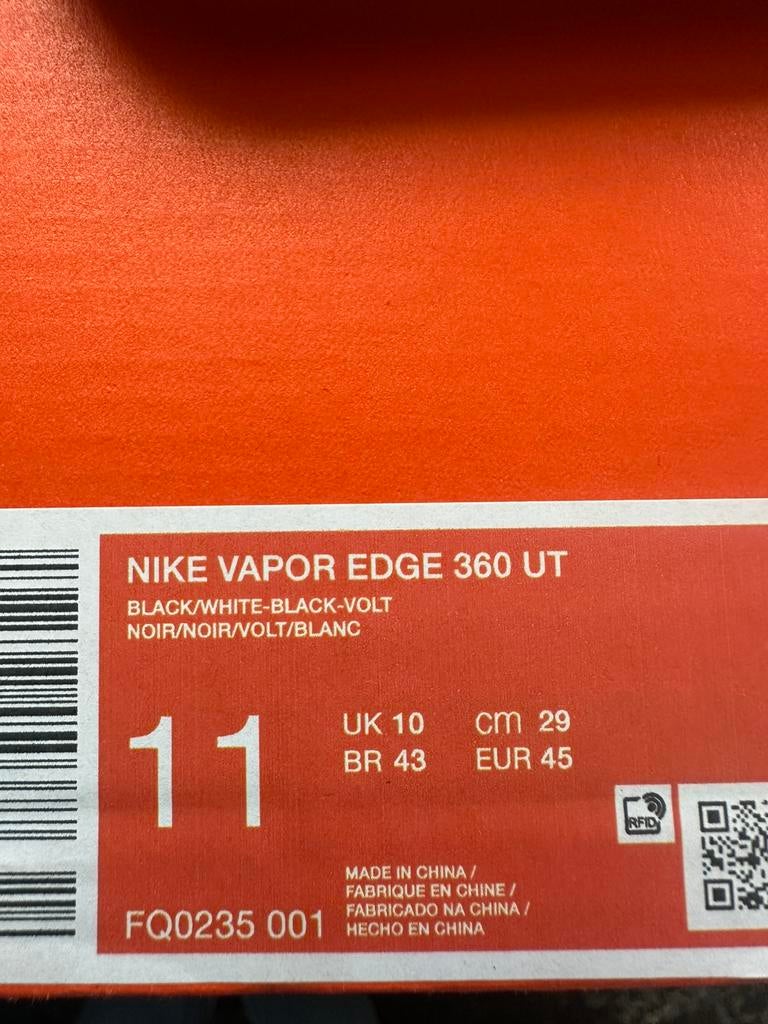 NIKE VAPOR EDGE 360 UT
BLACK/WHITE-BLACK-VOLT
NOIR/NOIR/VOLT/BLANC
11
UK 10 cm 29
BR 43 EUR 45
RFID
MADE IN CHINA /
FABRIQUE EN CHINE /
FABRICADO NA CHINA /
HECHO EN CHINA
FQ0235 001